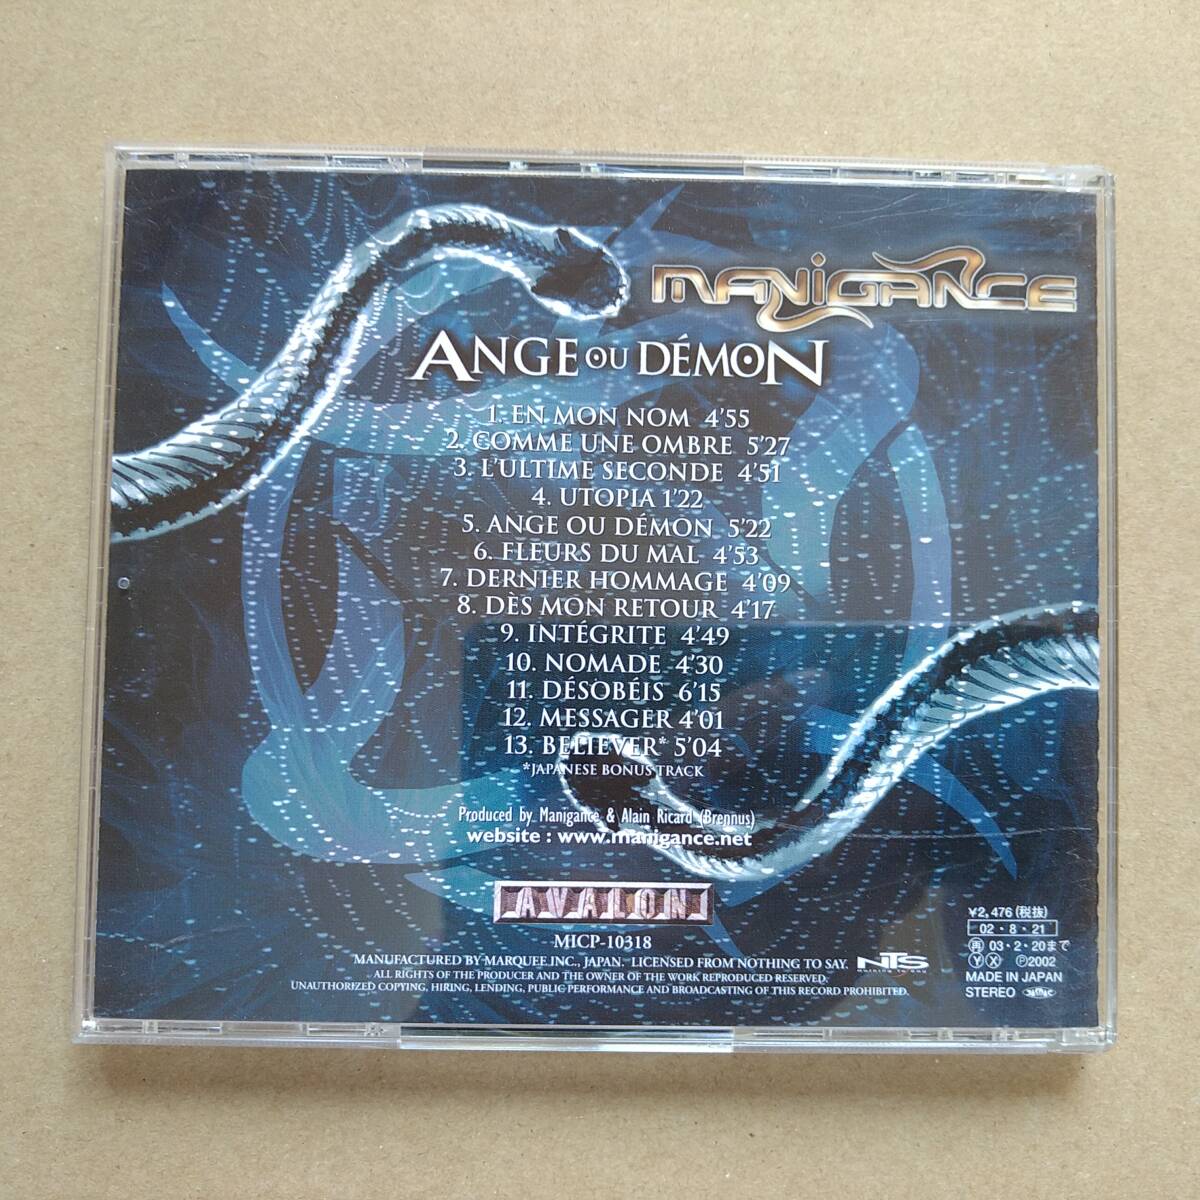 MANIGANCE
ANGE OU DÉMON
1. EN MON NOM 4'55
2. COMME UNE OMBRE 5'27
3. L'ULTIME SECONDE 4'51
4. UTOPIA 1'22
5. ANGE OU DÉMON 5'22
6. FLEURS DU MAL 4'53
7. DERNIER HOMMAGE 4'09
8. DÈS MON RETOUR 4'17
9. INTÉGRITE 4'49
10. NOMADE 4'30
11. DÉSOBÉIS 6'15
12. MESSAGER 4'01
13. BELIEVER* 5'04
*JAPANESE BONUS TRACK
Produced by Manigance & Alain Ricard (Brennus)
website : www.manigance.net
AVALON
MICP-10318
MANUFACTURED BY MARQUEE.INC., JAPAN. LICENSED FROM NOTHING TO SAY.
NTS
ALL RIGHTS OF THE PRODUCER AND THE OWNER OF THE WORK REPRODUCED RESERVED.
UNAUTHORIZED COPYING, HIRING, LENDING, PUBLIC PERFORMANCE AND BROADCASTING OF THIS RECORD PROHIBITED.
¥2,476(税抜)
02・8・21
再 03・2・20まで
Ⓨ Ⓧ Ⓟ2002
MADE IN JAPAN
STEREO